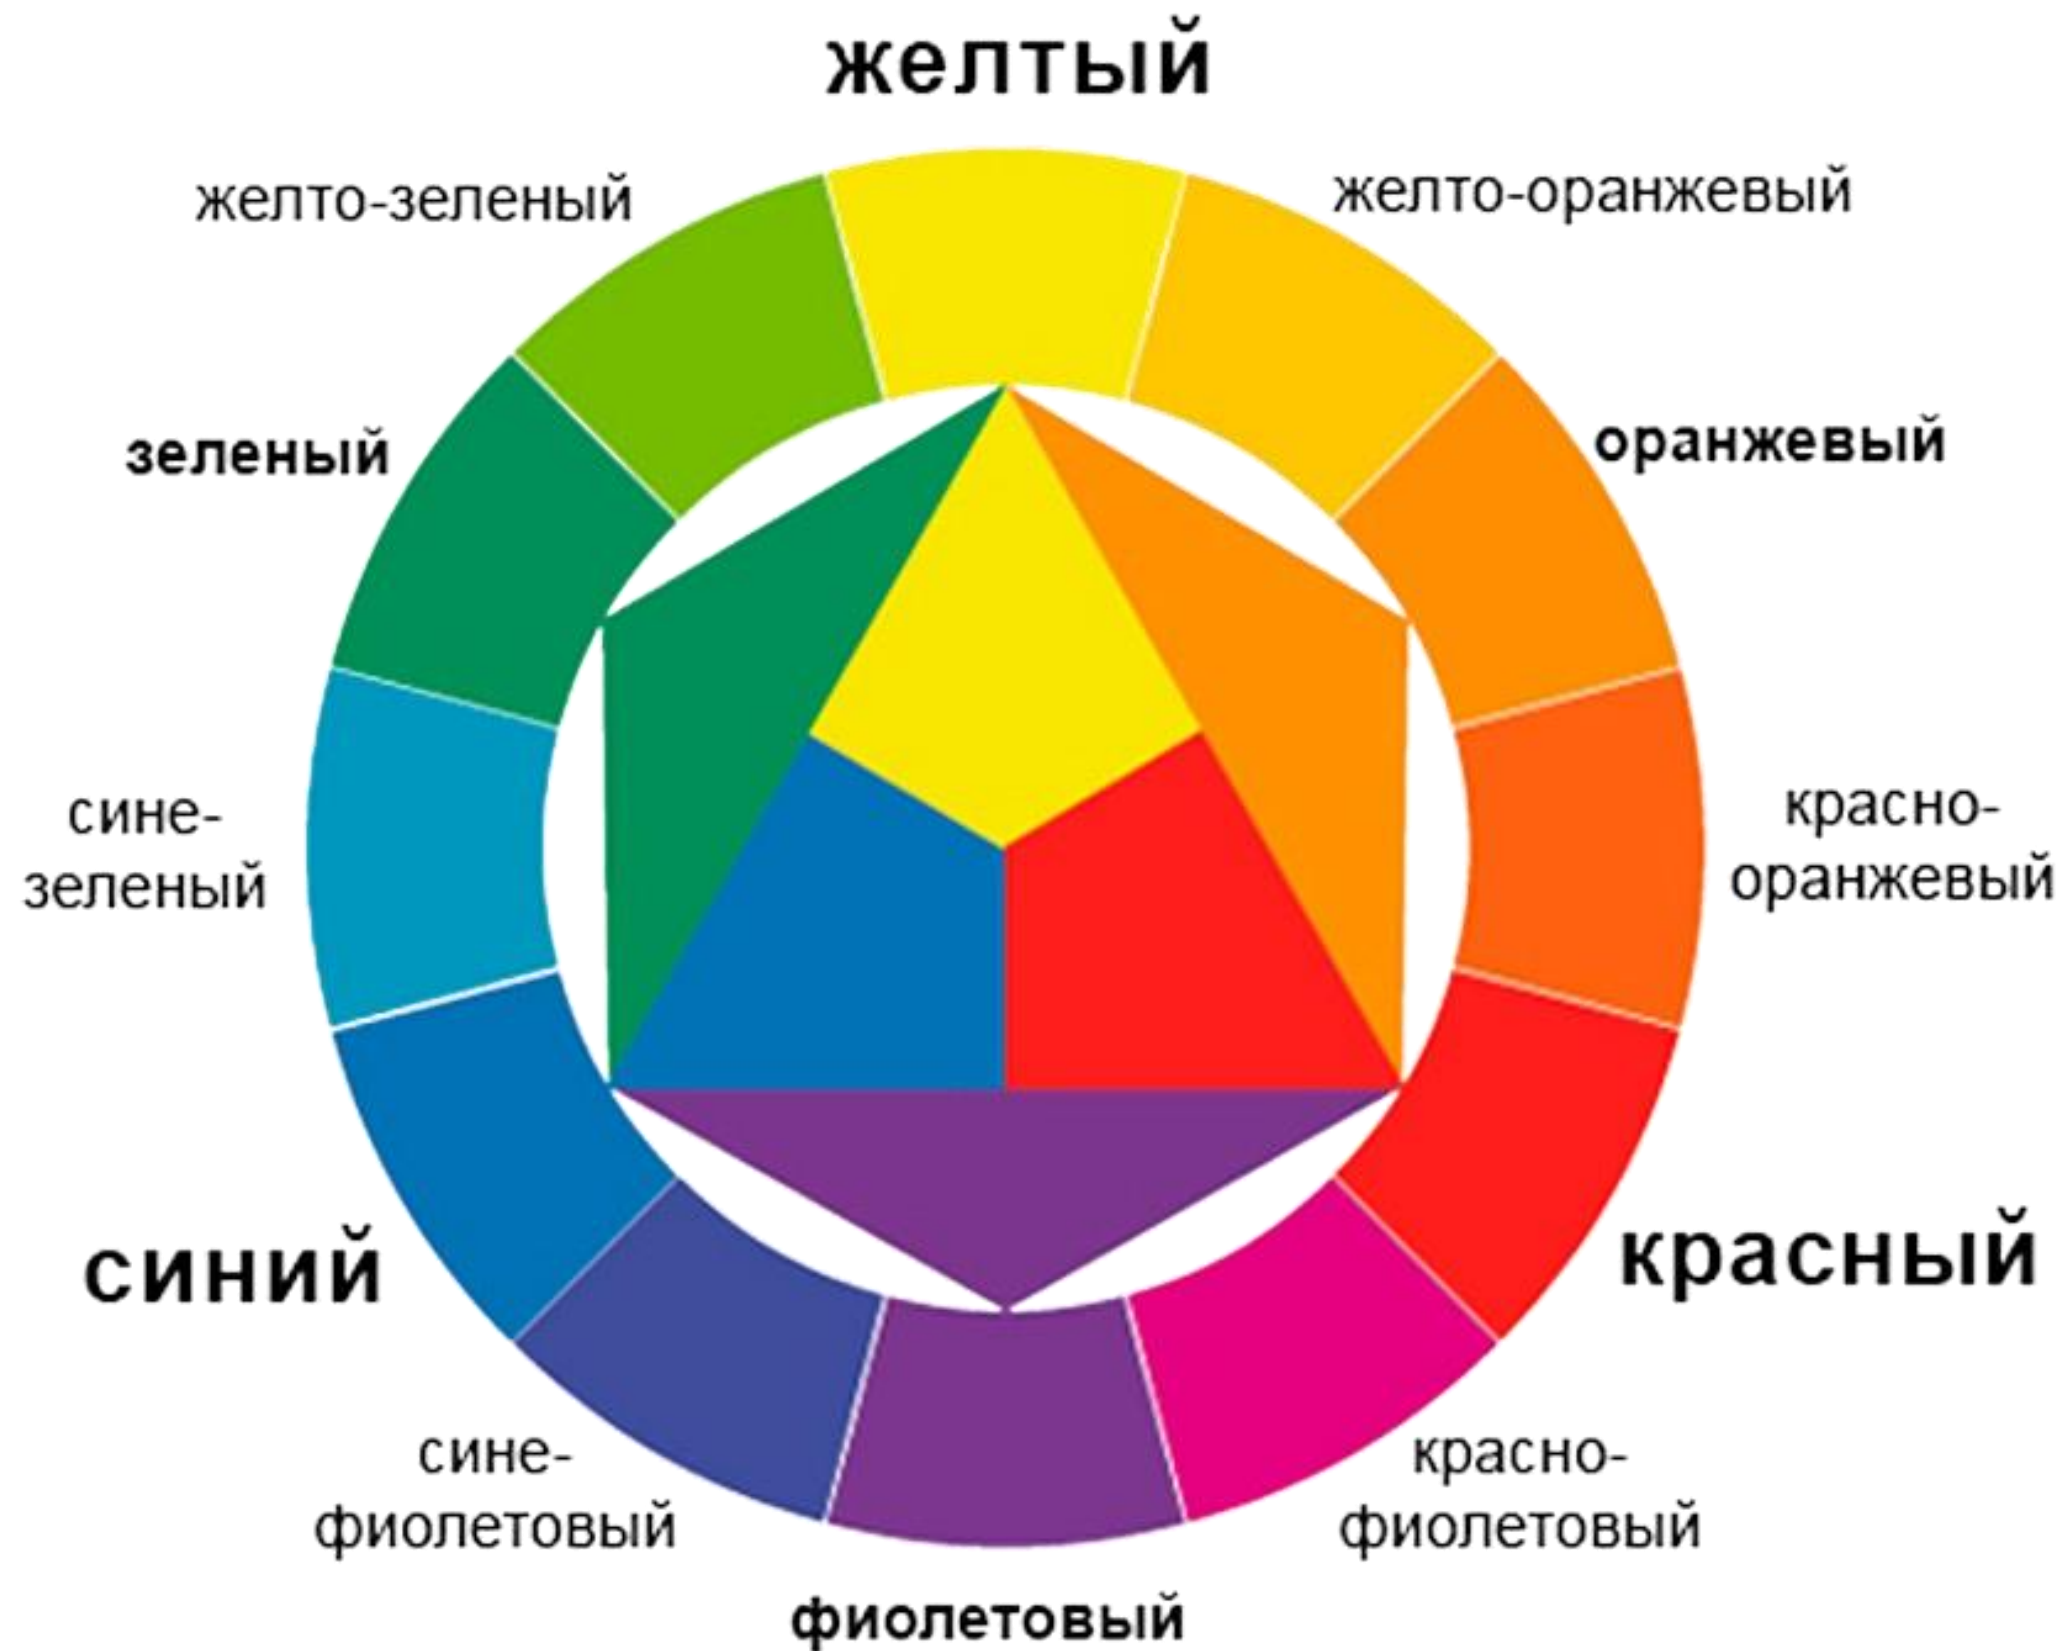 желтый
желто-зеленый
желто-оранжевый
зеленый
оранжевый
сине-
зеленый
красно-
оранжевый
синий
красный
сине-
фиолетовый
красно-
фиолетовый
фиолетовый